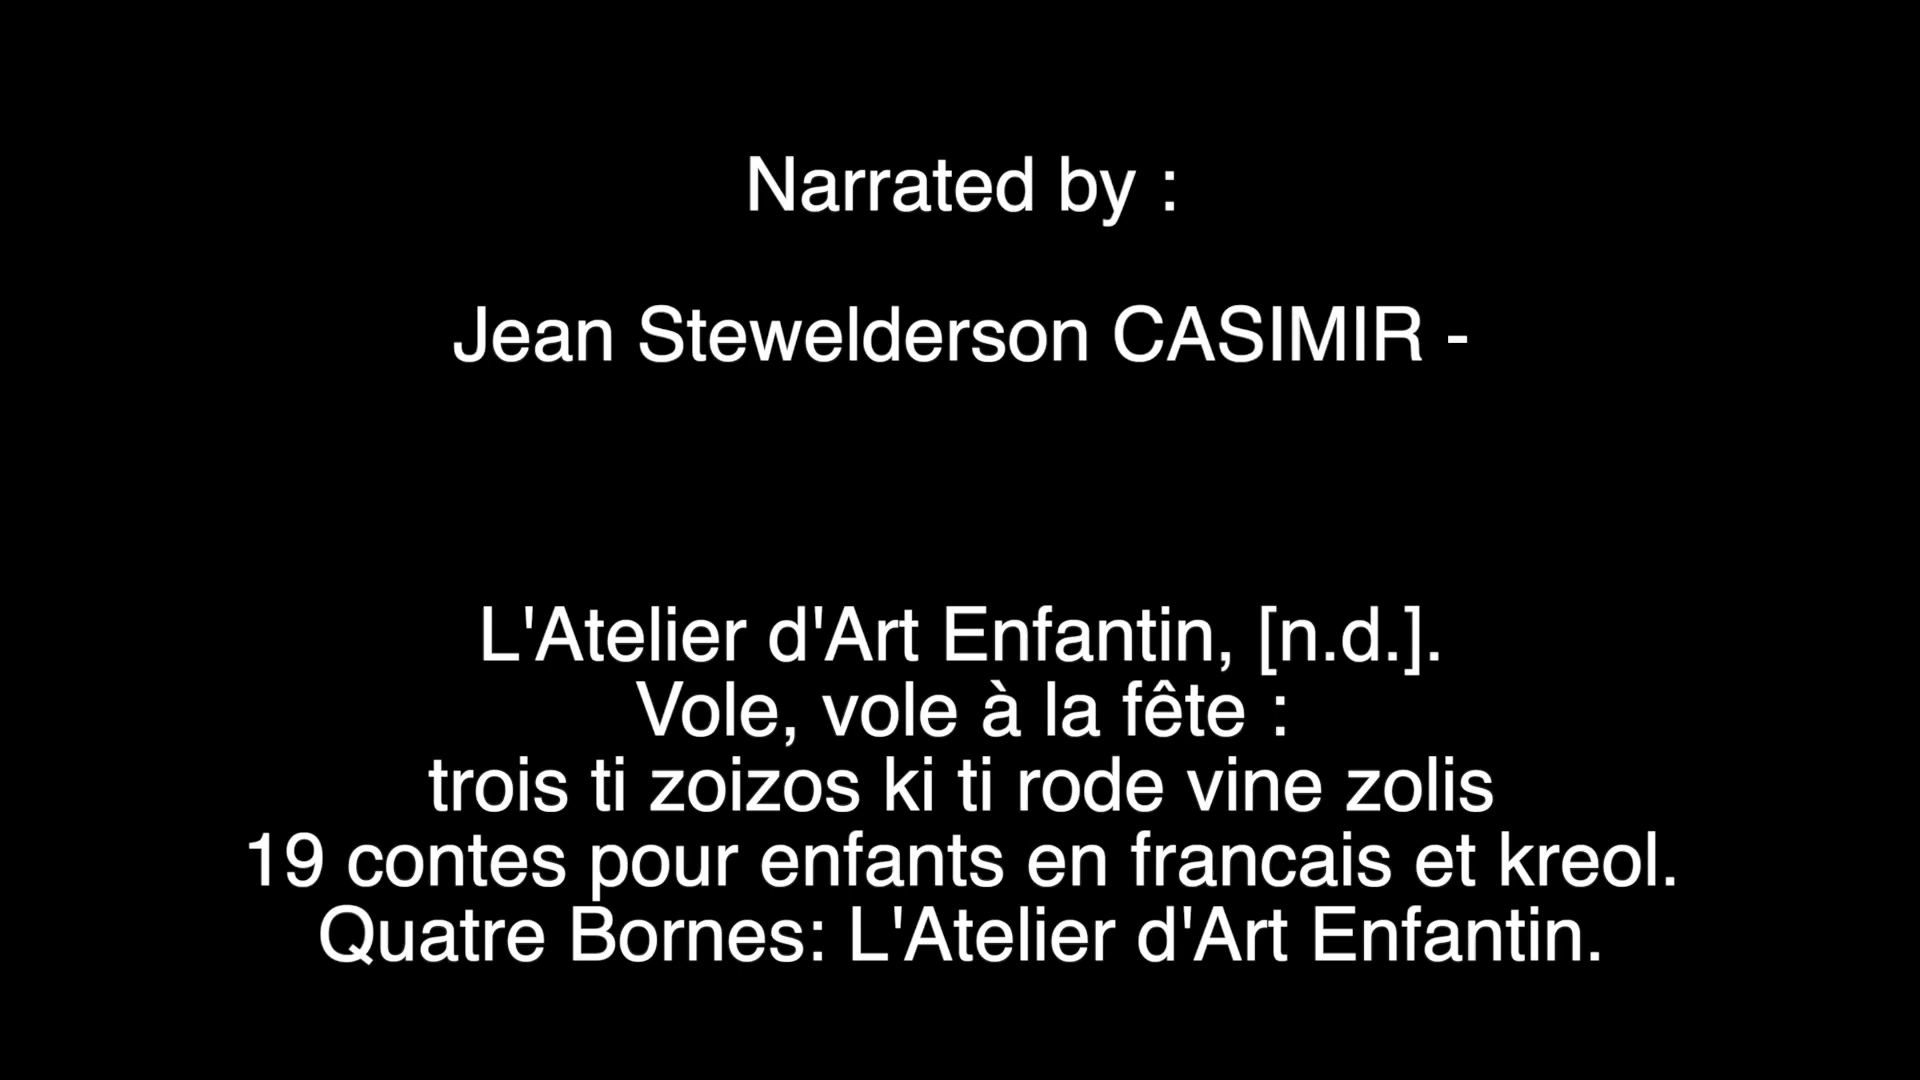 Narrated by :
Jean Stewelderson CASIMIR -
L'Atelier d'Art Enfantin, [n.d.].
Vole, vole à la fête :
trois ti zoizos ki ti rode vine zolis
19 contes pour enfants en francais et kreol.
Quatre Bornes: L'Atelier d'Art Enfantin.